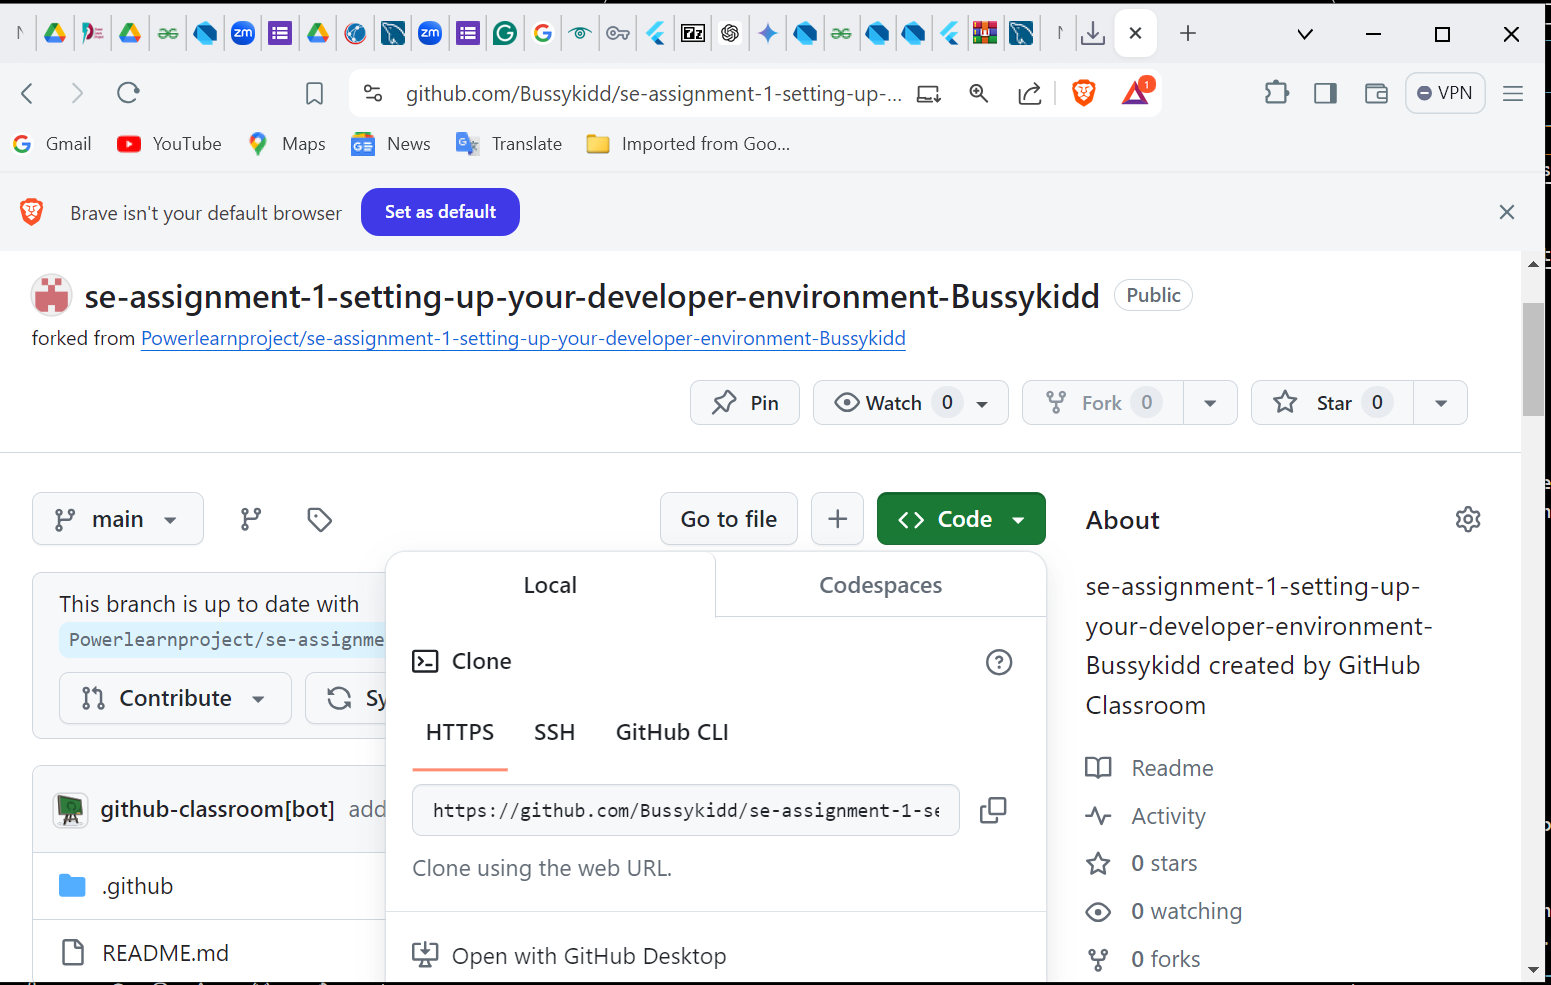 zm
zm
7z
github.com/Bussykidd/se-assignment-1-setting-up-...
1
VPN
Gmail
YouTube
Maps
News
Translate
Imported from Goo...
Brave isn't your default browser
Set as default
se-assignment-1-setting-up-your-developer-environment-Bussykidd
Public
forked from Powerlearnproject/se-assignment-1-setting-up-your-developer-environment-Bussykidd
Pin
Watch 0
Fork 0
Star 0
main
Go to file
<> Code
About
Local
Codespaces
This branch is up to date with
Powerlearnproject/se-assignme
Contribute
Sy
Clone
HTTPS
SSH
GitHub CLI
https://github.com/Bussykidd/se-assignment-1-se
Clone using the web URL.
Open with GitHub Desktop
github-classroom[bot] add
.github
README.md
se-assignment-1-setting-up-
your-developer-environment-
Bussykidd created by GitHub
Classroom
Readme
Activity
0 stars
0 watching
0 forks